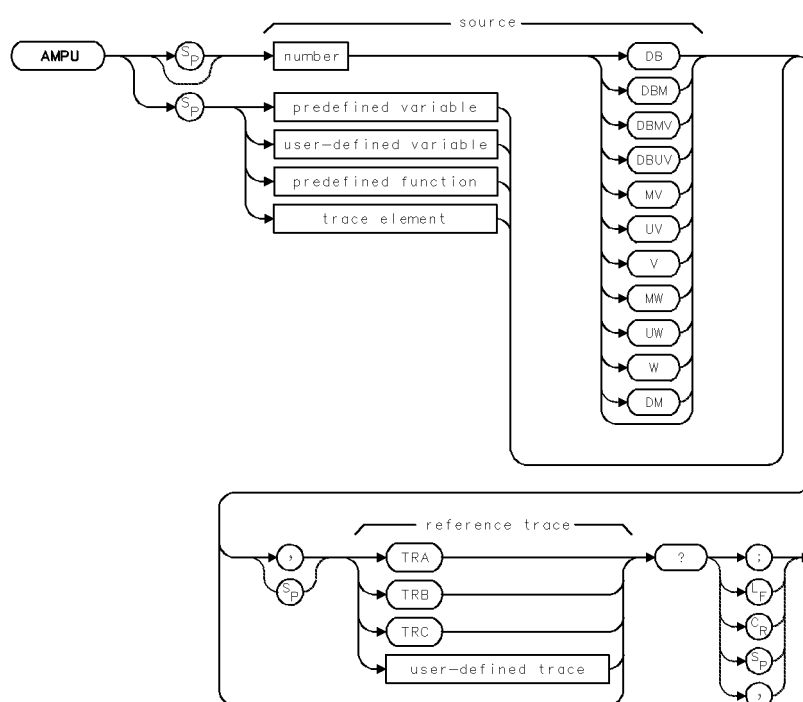 source
AMPU
SP
number
DB
SP
predefined variable
DBM
user-defined variable
DBMV
predefined function
DBUV
trace element
MV
UV
V
MW
UW
W
DM
reference trace
,
TRA
?
;
SP
TRB
LF
TRC
CR
user-defined trace
SP
,